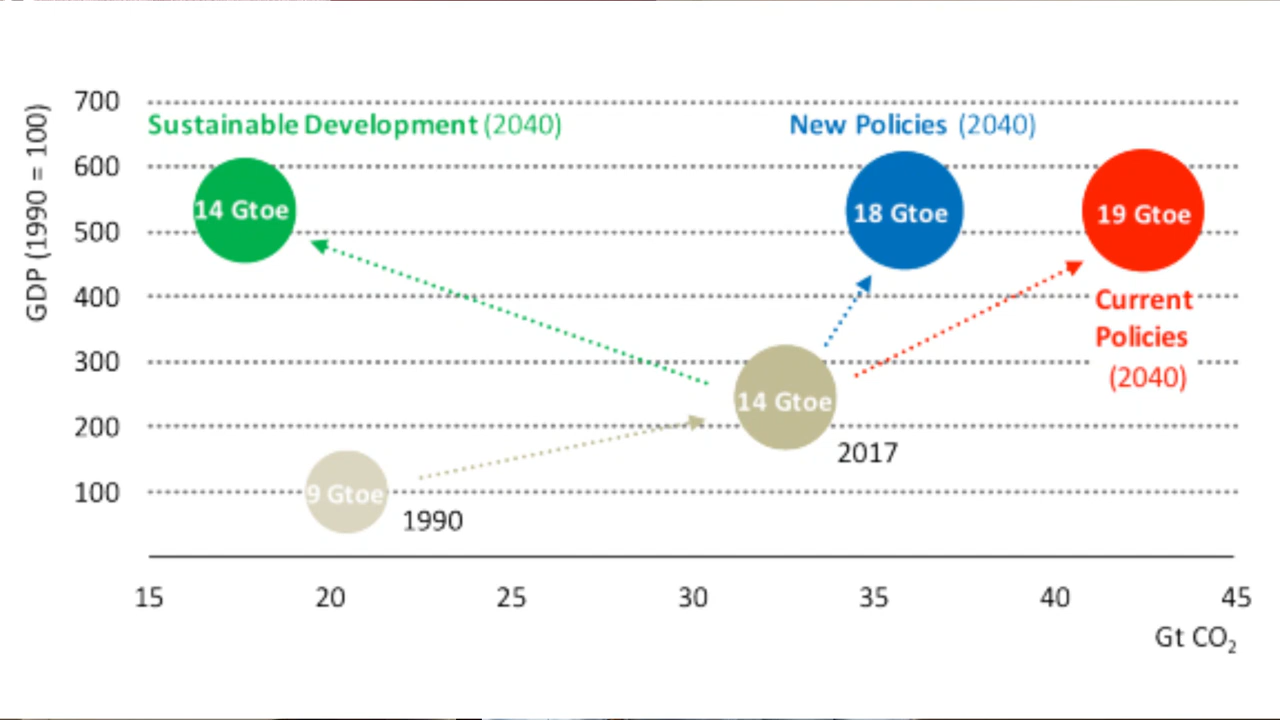 GDP (1990 = 100)
700
600
500
400
300
200
100
Sustainable Development (2040)
New Policies (2040)
14 Gtoe
18 Gtoe
19 Gtoe
Current
Policies
(2040)
14 Gtoe
2017
9 Gtoe
1990
15 20 25 30 35 40 45
Gt CO₂